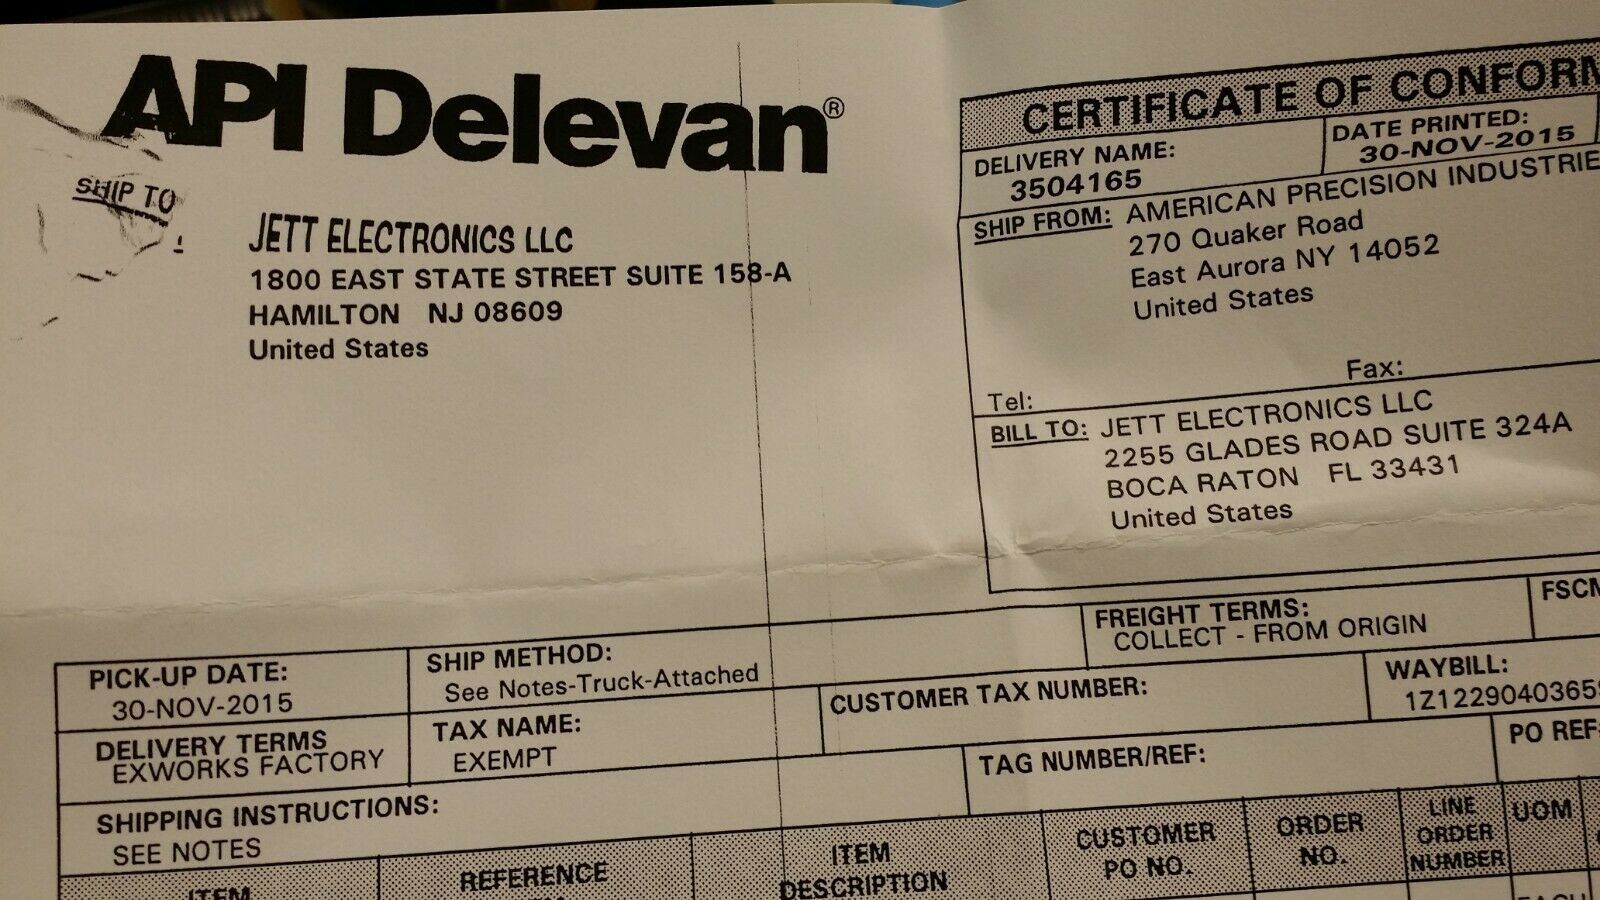 API Delevan®
SHIP TO
JETT ELECTRONICS LLC
1800 EAST STATE STREET SUITE 158-A
HAMILTON NJ 08609
United States
CERTIFICATE OF CONFORM
DELIVERY NAME:
3504165
DATE PRINTED:
30-NOV-2015
SHIP FROM: AMERICAN PRECISION INDUSTRIE
270 Quaker Road
East Aurora NY 14052
United States
Tel:
Fax:
BILL TO: JETT ELECTRONICS LLC
2255 GLADES ROAD SUITE 324A
BOCA RATON FL 33431
United States
PICK-UP DATE:
30-NOV-2015
SHIP METHOD:
See Notes-Truck-Attached
FREIGHT TERMS:
COLLECT - FROM ORIGIN
FSCM
DELIVERY TERMS
EXWORKS FACTORY
TAX NAME:
EXEMPT
CUSTOMER TAX NUMBER:
WAYBILL:
1Z1229040365
SHIPPING INSTRUCTIONS:
SEE NOTES
TAG NUMBER/REF:
PO REF:
ITEM
REFERENCE
ITEM
DESCRIPTION
CUSTOMER
PO NO.
ORDER
NO.
LINE
ORDER
NUMBER
UOM
EACH